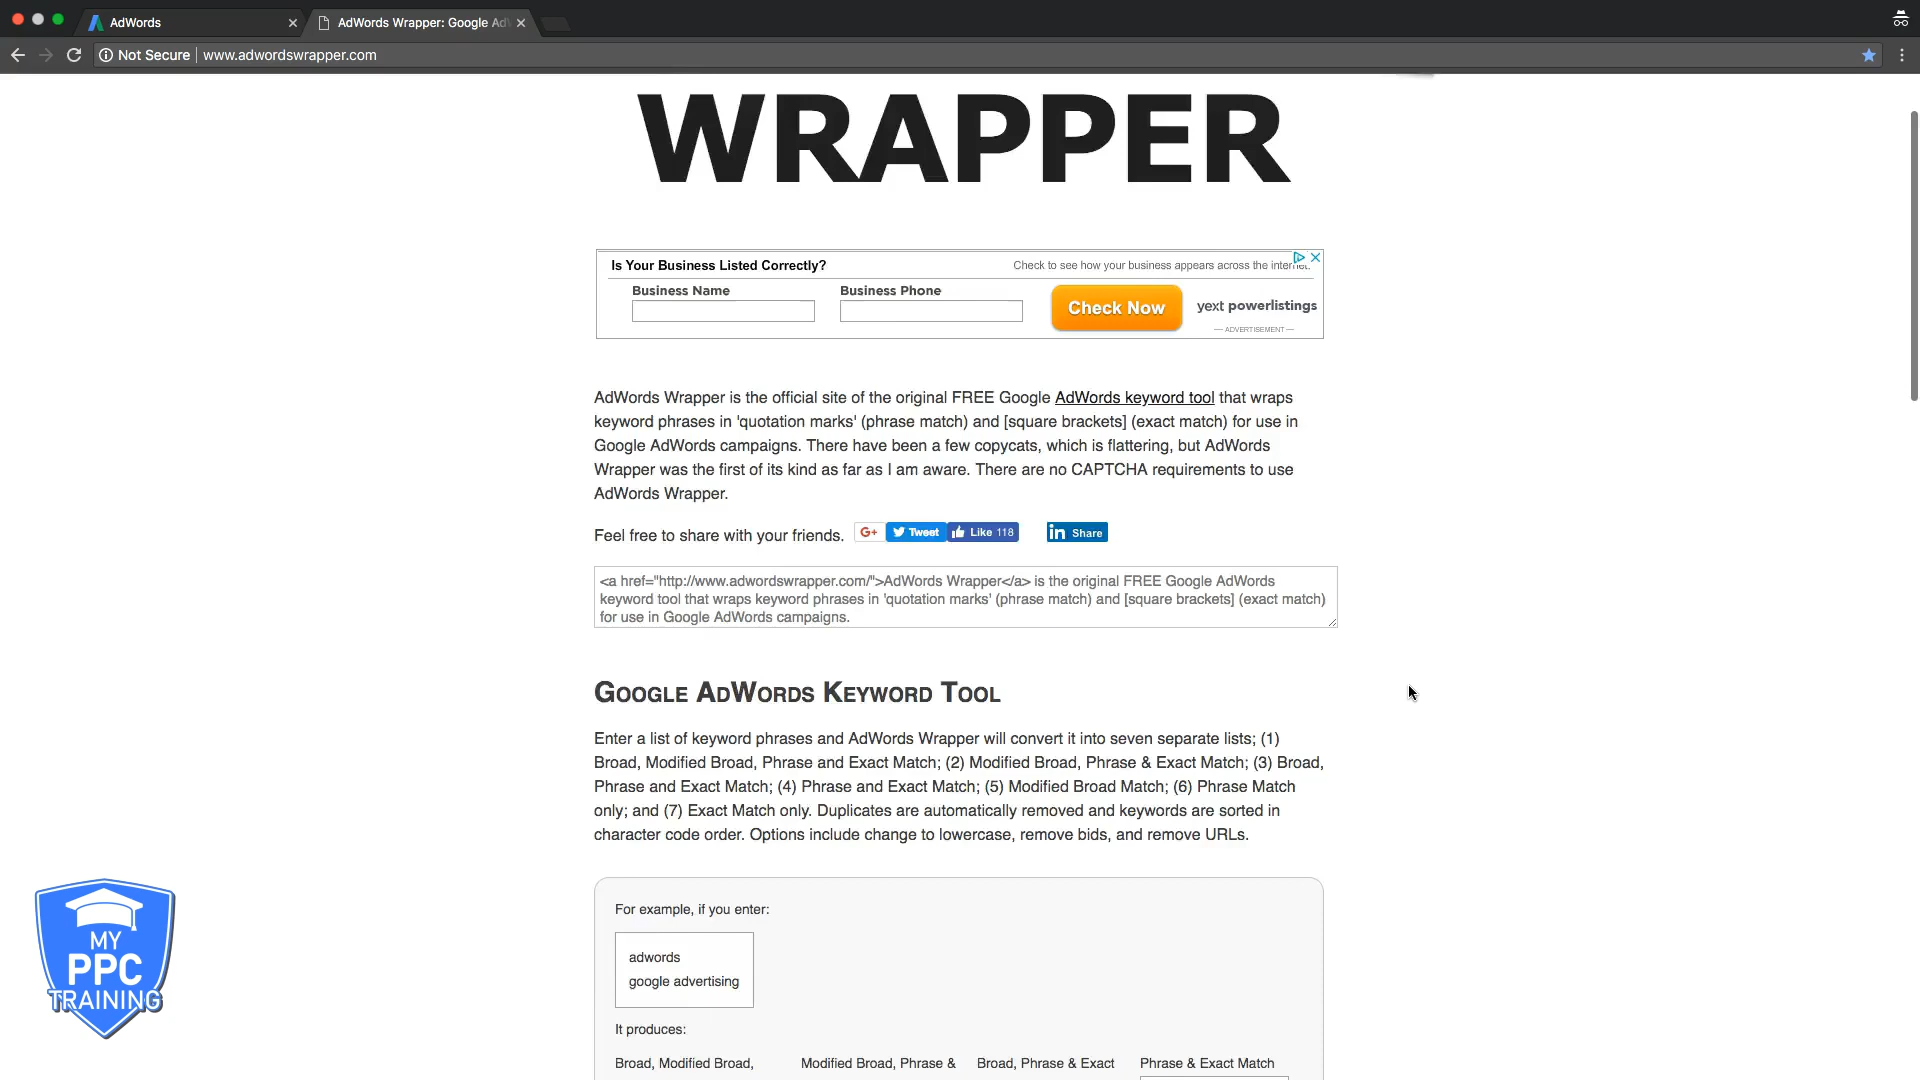 AdWords
AdWords Wrapper: Google Ad
Not Secure
www.adwordswrapper.com
WRAPPER
Is Your Business Listed Correctly?
Check to see how your business appears across the internet.
Business Name
Business Phone
Check Now
yext powerlistings
— ADVERTISEMENT —
AdWords Wrapper is the official site of the original FREE Google AdWords keyword tool that wraps
keyword phrases in 'quotation marks' (phrase match) and [square brackets] (exact match) for use in
Google AdWords campaigns. There have been a few copycats, which is flattering, but AdWords
Wrapper was the first of its kind as far as I am aware. There are no CAPTCHA requirements to use
AdWords Wrapper.
Feel free to share with your friends.
G+
Tweet
Like 118
in Share
<a href="http://www.adwordswrapper.com/">AdWords Wrapper</a> is the original FREE Google AdWords
keyword tool that wraps keyword phrases in 'quotation marks' (phrase match) and [square brackets] (exact match)
for use in Google AdWords campaigns.
Google AdWords Keyword Tool
Enter a list of keyword phrases and AdWords Wrapper will convert it into seven separate lists; (1)
Broad, Modified Broad, Phrase and Exact Match; (2) Modified Broad, Phrase & Exact Match; (3) Broad,
Phrase and Exact Match; (4) Phrase and Exact Match; (5) Modified Broad Match; (6) Phrase Match
only; and (7) Exact Match only. Duplicates are automatically removed and keywords are sorted in
character code order. Options include change to lowercase, remove bids, and remove URLs.
For example, if you enter:
adwords
google advertising
It produces:
Broad, Modified Broad,
Modified Broad, Phrase &
Broad, Phrase & Exact
Phrase & Exact Match
MY
PPC
TRAINING